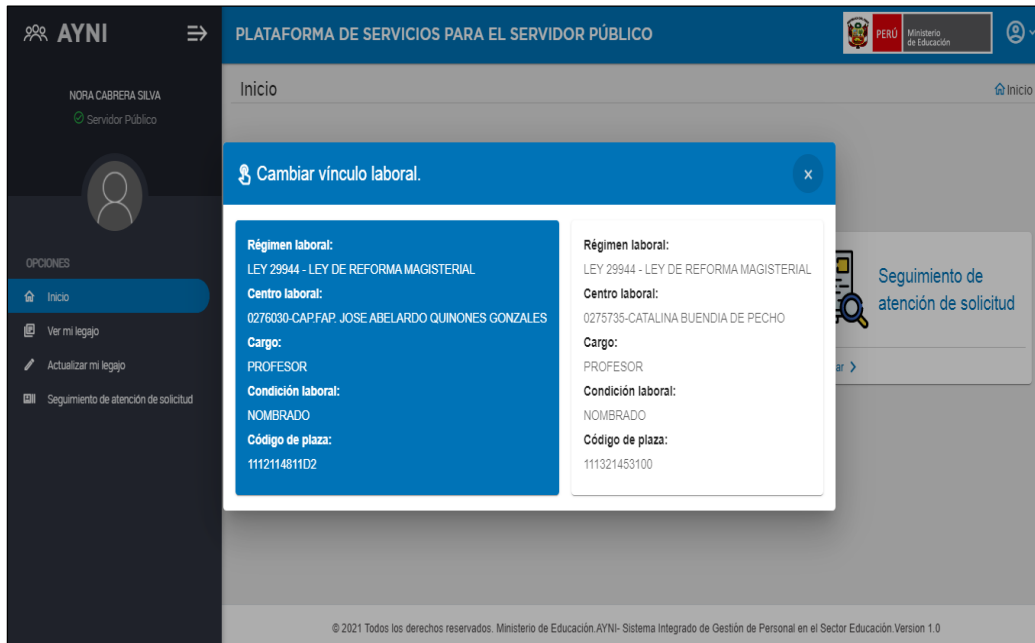 AYNI
NORA CABRERA SILVA
Servidor Público
OPCIONES
Inicio
Ver mi legajo
Actualizar mi legajo
Seguimiento de atención de solicitud
PLATAFORMA DE SERVICIOS PARA EL SERVIDOR PÚBLICO
PERÚ
Ministerio
de Educación
Inicio
Inicio
Cambiar vínculo laboral.
x
Régimen laboral:
LEY 29944 - LEY DE REFORMA MAGISTERIAL
Centro laboral:
0276030-CAP.FAP. JOSE ABELARDO QUINONES GONZALES
Cargo:
PROFESOR
Condición laboral:
NOMBRADO
Código de plaza:
1112114811D2
Régimen laboral:
LEY 29944 - LEY DE REFORMA MAGISTERIAL
Centro laboral:
0275735-CATALINA BUENDIA DE PECHO
Cargo:
PROFESOR
Condición laboral:
NOMBRADO
Código de plaza:
111321453100
Seguimiento de
atención de solicitud
ar
© 2021 Todos los derechos reservados. Ministerio de Educación.AYNI- Sistema Integrado de Gestión de Personal en el Sector Educación.Version 1.0